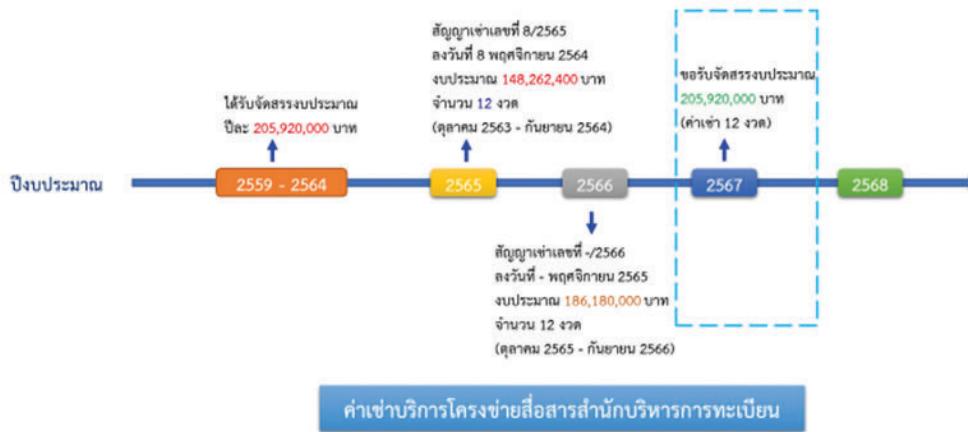 สัญญาเช่าเลขที่ 8/2565
ลงวันที่ 8 พฤศจิกายน 2564
งบประมาณ 148,262,400 บาท
จำนวน 12 งวด
(ตุลาคม 2563 - กันยายน 2564)
ขอรับจัดสรรงบประมาณ
205,920,000 บาท
(ค่าเช่า 12 งวด)
ได้รับจัดสรรงบประมาณ
ปีละ 205,920,000 บาท
ปีงบประมาณ
2559 - 2564
2565
2566
2567
2568
สัญญาเช่าเลขที่ -/2566
ลงวันที่ - พฤศจิกายน 2565
งบประมาณ 186,180,000 บาท
จำนวน 12 งวด
(ตุลาคม 2565 - กันยายน 2566)
ค่าเช่าบริการโครงข่ายสื่อสารสำนักบริหารการทะเบียน